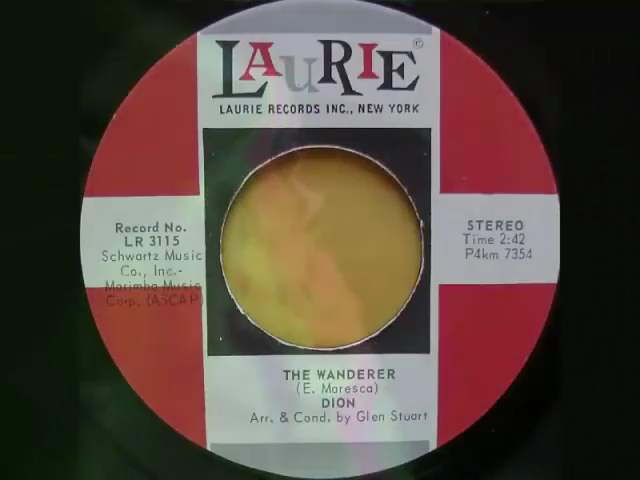 LAURIE ©
LAURIE RECORDS INC., NEW YORK
Record No.
LR 3115
Schwartz Music
Co., Inc.-
Marimba Music
Corp. (ASCAP)
STEREO
Time 2:42
P4km 7354
THE WANDERER
(E. Maresca)
DION
Arr. & Cond. by Glen Stuart